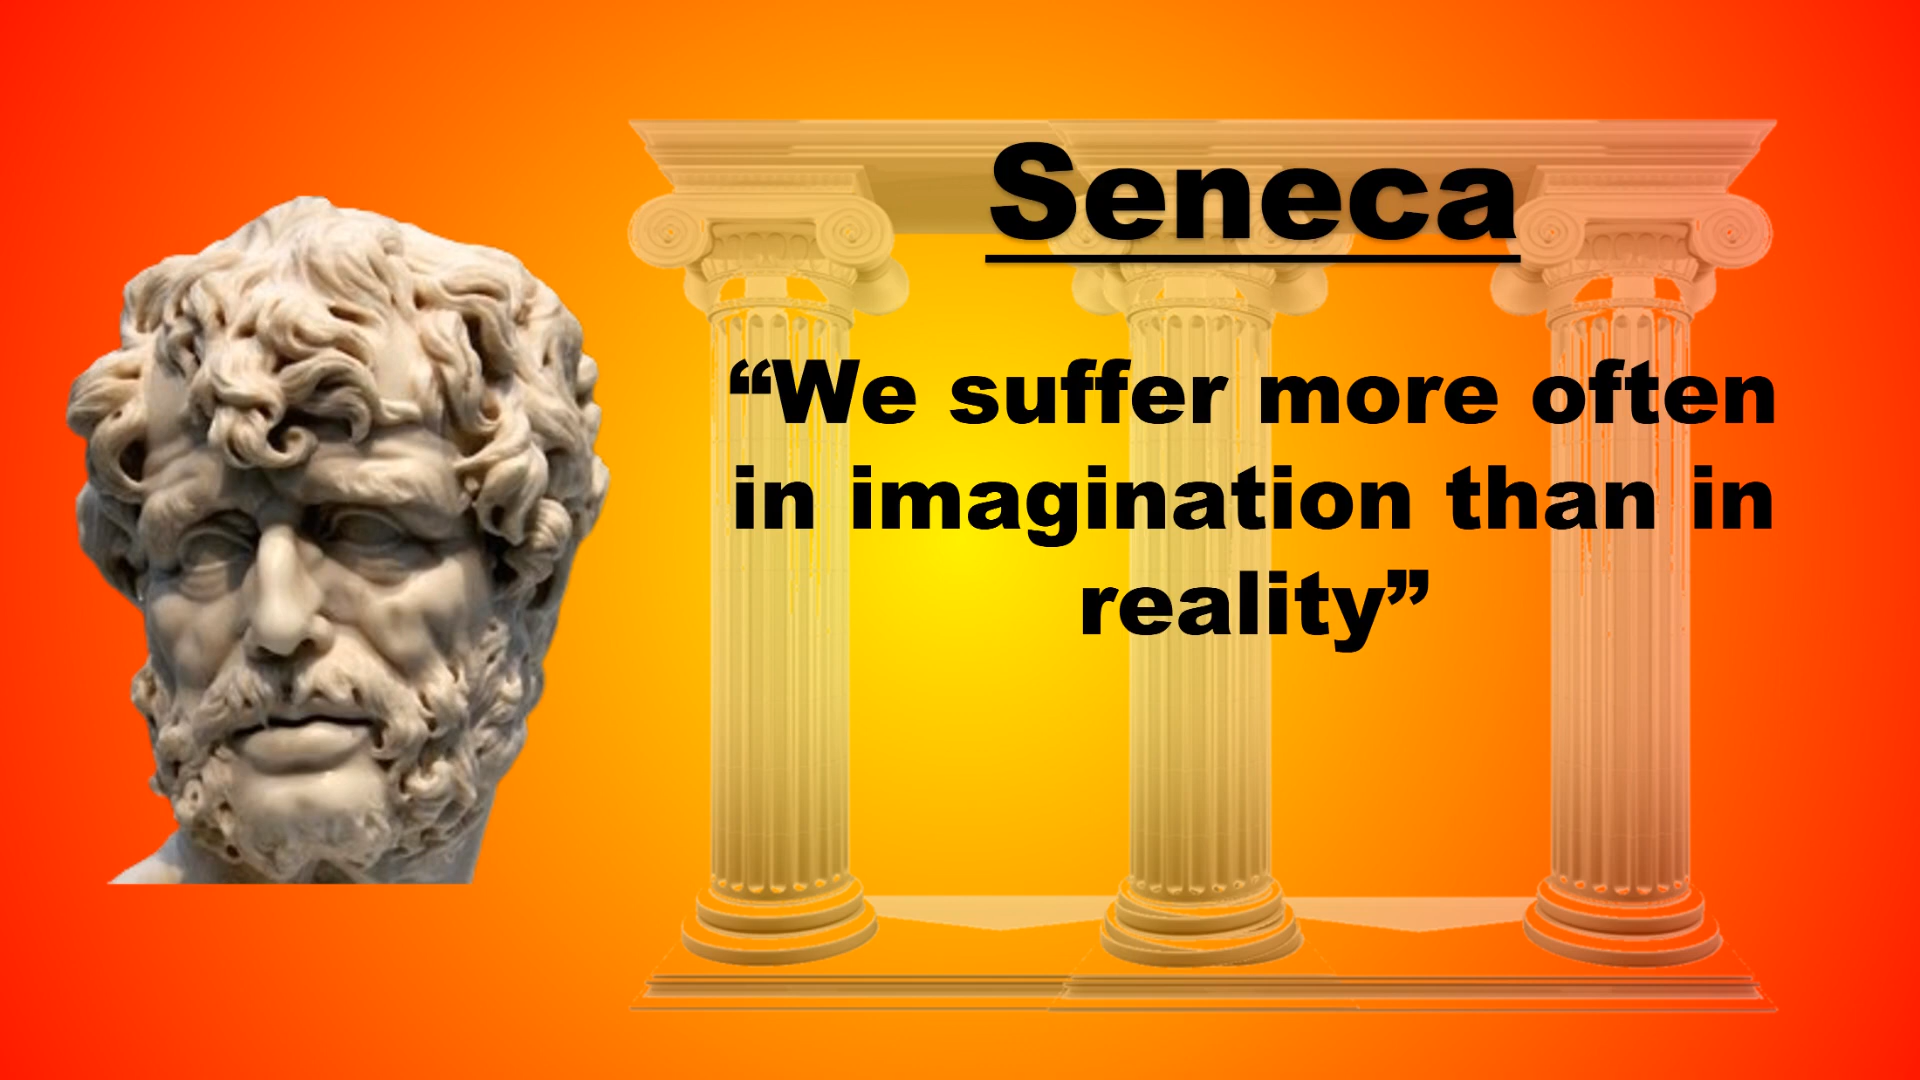 Seneca
“We suffer more often
in imagination than in
reality”